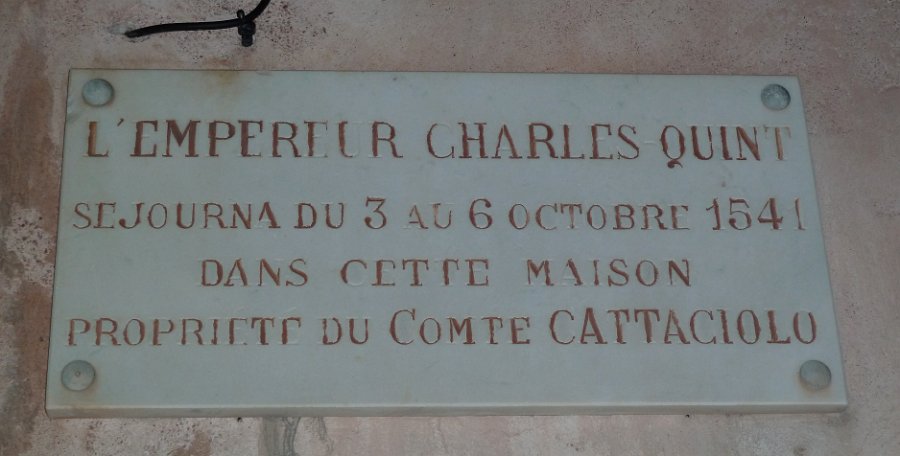 L'EMPEREUR CHARLES-QUINT
SEJOURNA DU 3 AU 6 OCTOBRE 1541
DANS CETTE MAISON
PROPRIETE DU COMTE CATTACIOLO